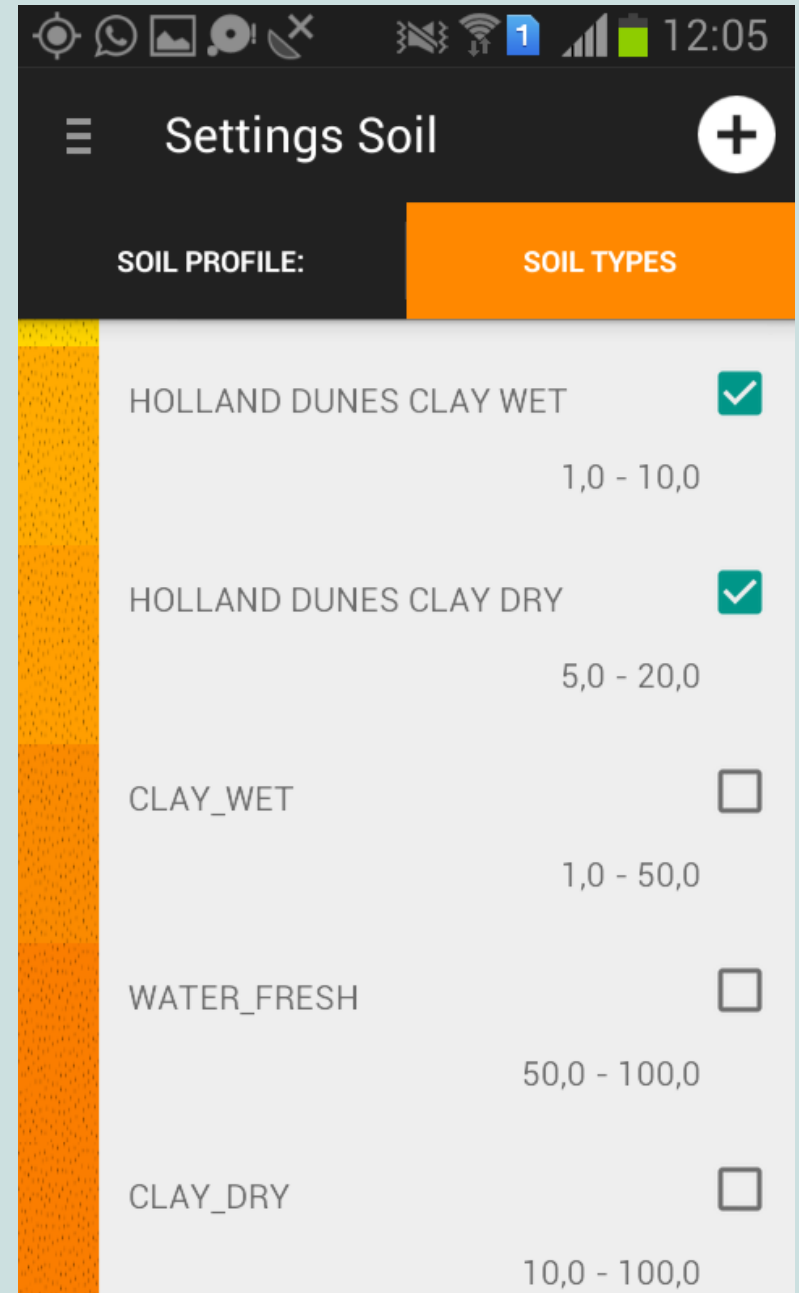 1 12:05
Settings Soil
SOIL PROFILE: SOIL TYPES
HOLLAND DUNES CLAY WET
1,0 - 10,0
HOLLAND DUNES CLAY DRY
5,0 - 20,0
CLAY_WET
1,0 - 50,0
WATER_FRESH
50,0 - 100,0
CLAY_DRY
10,0 - 100,0